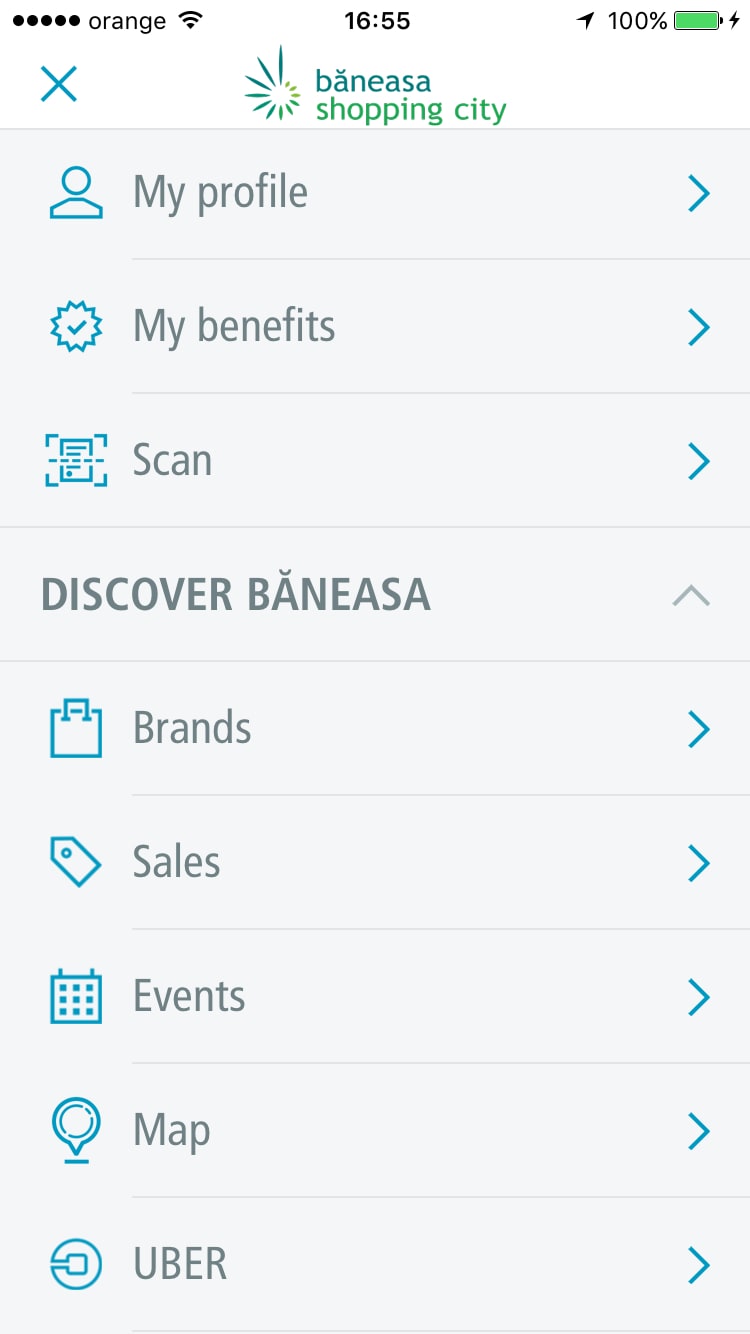 orange 16:55 100%
băneasa
shopping city
My profile
My benefits
Scan
DISCOVER BĂNEASA
Brands
Sales
Events
Map
UBER